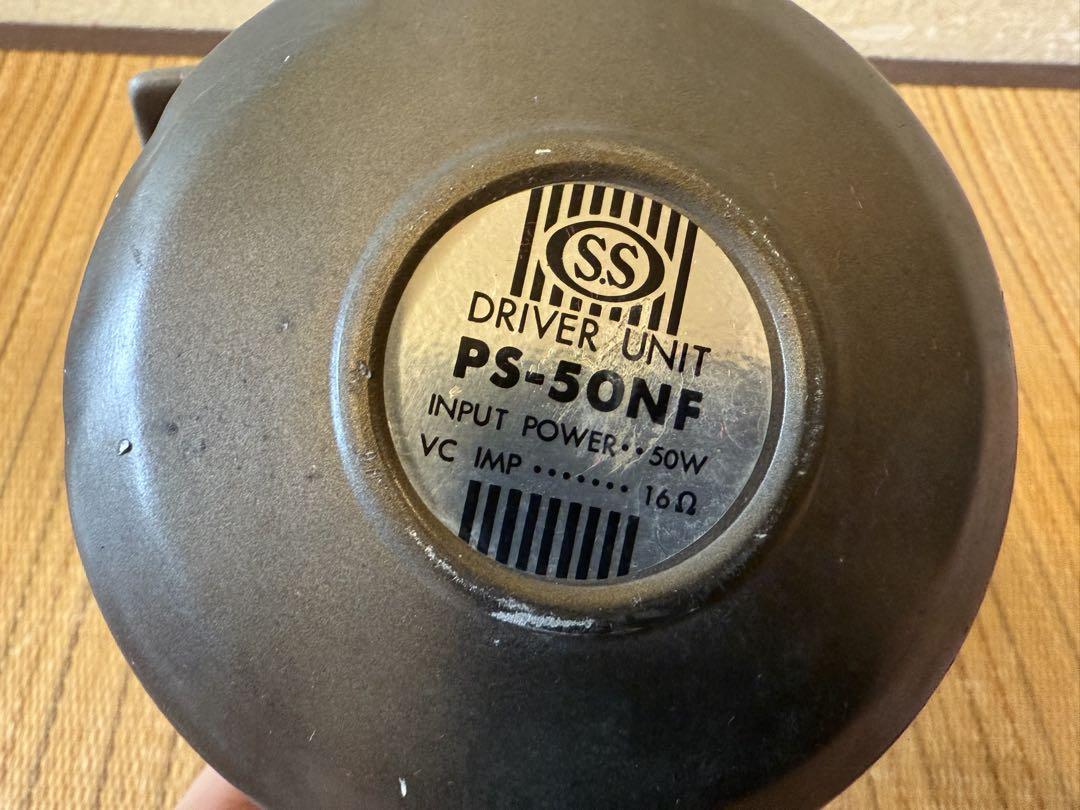 S.S
DRIVER UNIT
PS-50NF
INPUT POWER··50W
VC IMP ······· 16Ω